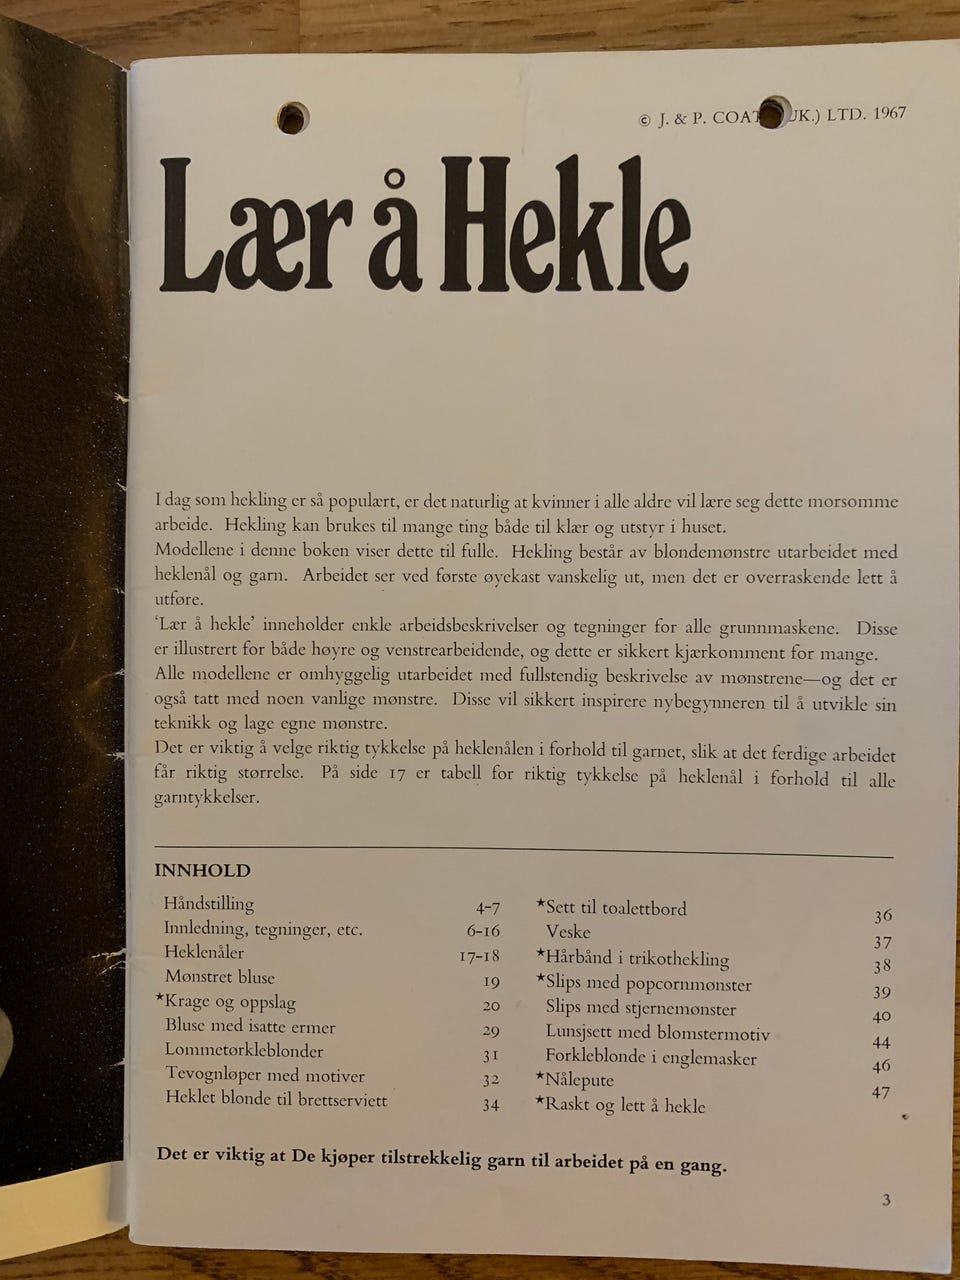 © J. & P. COAT UK.) LTD. 1967
Lær å Hekle
I dag som hekling er så populært, er det naturlig at kvinner i alle aldre vil lære seg dette morsomme
arbeide. Hekling kan brukes til mange ting både til klær og utstyr i huset.
Modellene i denne boken viser dette til fulle. Hekling består av blondemønstre utarbeidet med
heklenål og garn. Arbeidet ser ved første øyekast vanskelig ut, men det er overraskende lett å
utføre.
‘Lær å hekle’ inneholder enkle arbeidsbeskrivelser og tegninger for alle grunnmaskene. Disse
er illustrert for både høyre og venstrearbeidende, og dette er sikkert kjærkomment for mange.
Alle modellene er omhyggelig utarbeidet med fullstendig beskrivelse av mønstrene—og det er
også tatt med noen vanlige mønstre. Disse vil sikkert inspirere nybegynneren til å utvikle sin
teknikk og lage egne mønstre.
Det er viktig å velge riktig tykkelse på heklenålen i forhold til garnet, slik at det ferdige arbeidet
får riktig størrelse. På side 17 er tabell for riktig tykkelse på heklenål i forhold til alle
garntykkelser.
INNHOLD
Håndstilling 4–7
Innledning, tegninger, etc. 6–16
Heklenåler 17–18
Mønstret bluse 19
★Krage og oppslag 20
Bluse med isatte ermer 29
Lommetørkleblonder 31
Tevognløper med motiver 32
Heklet blonde til brettserviett 34
★Sett til toalettbord 36
Veske 37
★Hårbånd i trikothekling 38
★Slips med popcornmønster 39
Slips med stjernemønster 40
Lunsjsett med blomstermotiv 44
Forkleblonde i englemasker 46
★Nålepute 47
★Raskt og lett å hekle
Det er viktig at De kjøper tilstrekkelig garn til arbeidet på en gang.
3